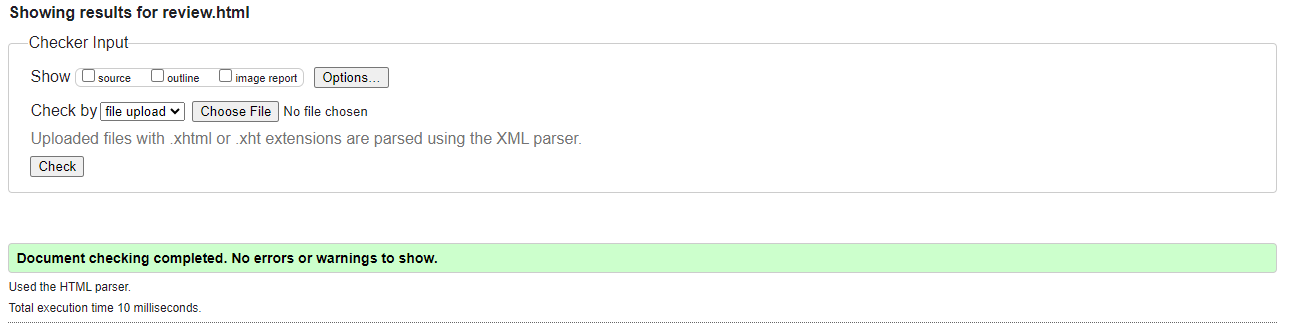 Showing results for review.html
Checker Input
Show source outline image report Options...
Check by file upload Choose File No file chosen
Uploaded files with .xhtml or .xht extensions are parsed using the XML parser.
Check
Document checking completed. No errors or warnings to show.
Used the HTML parser.
Total execution time 10 milliseconds.